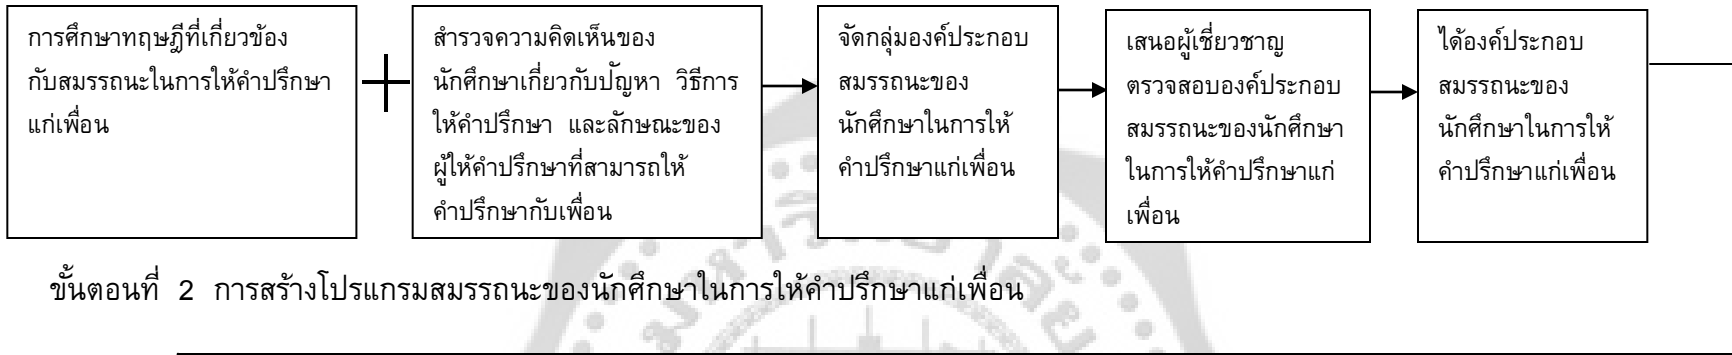 การศึกษาทฤษฎีที่เกี่ยวข้อง
กับสมรรถนะในการให้คำปรึกษา
แก่เพื่อน
สำรวจความคิดเห็นของ
นักศึกษาเกี่ยวกับปัญหา วิธีการ
ให้คำปรึกษา และลักษณะของ
ผู้ให้คำปรึกษาที่สามารถให้
คำปรึกษากับเพื่อน
จัดกลุ่มองค์ประกอบ
สมรรถนะของ
นักศึกษาในการให้
คำปรึกษาแก่เพื่อน
เสนอผู้เชี่ยวชาญ
ตรวจสอบองค์ประกอบ
สมรรถนะของนักศึกษา
ในการให้คำปรึกษาแก่
เพื่อน
ได้องค์ประกอบ
สมรรถนะของ
นักศึกษาในการให้
คำปรึกษาแก่เพื่อน
ขั้นตอนที่ 2 การสร้างโปรแกรมสมรรถนะของนักศึกษาในการให้คำปรึกษาแก่เพื่อน